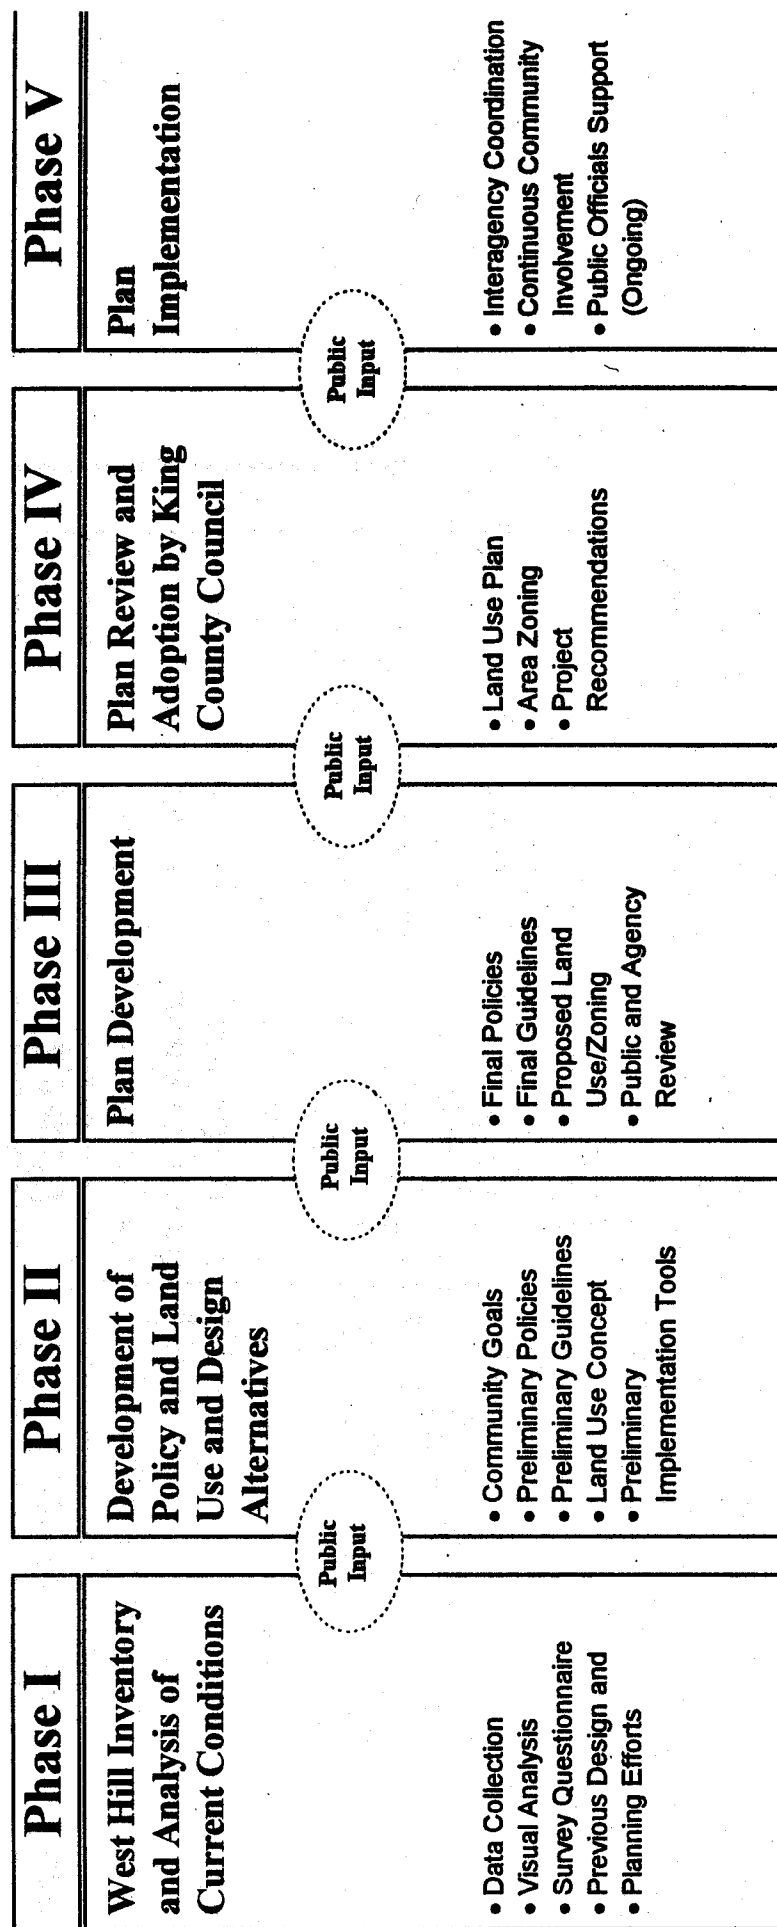 Phase I
West Hill Inventory
and Analysis of
Current Conditions
• Data Collection
• Visual Analysis
• Survey Questionnaire
• Previous Design and
• Planning Efforts
Public
Input
Phase II
Development of
Policy and Land
Use and Design
Alternatives
• Community Goals
• Preliminary Policies
• Preliminary Guidelines
• Land Use Concept
• Preliminary
Implementation Tools
Public
Input
Phase III
Plan Development
• Final Policies
• Final Guidelines
• Proposed Land
Use/Zoning
• Public and Agency
Review
Public
Input
Phase IV
Plan Review and
Adoption by King
County Council
• Land Use Plan
• Area Zoning
• Project
Recommendations
Public
Input
Phase V
Plan
Implementation
• Interagency Coordination
• Continuous Community
Involvement
• Public Officials Support
(Ongoing)